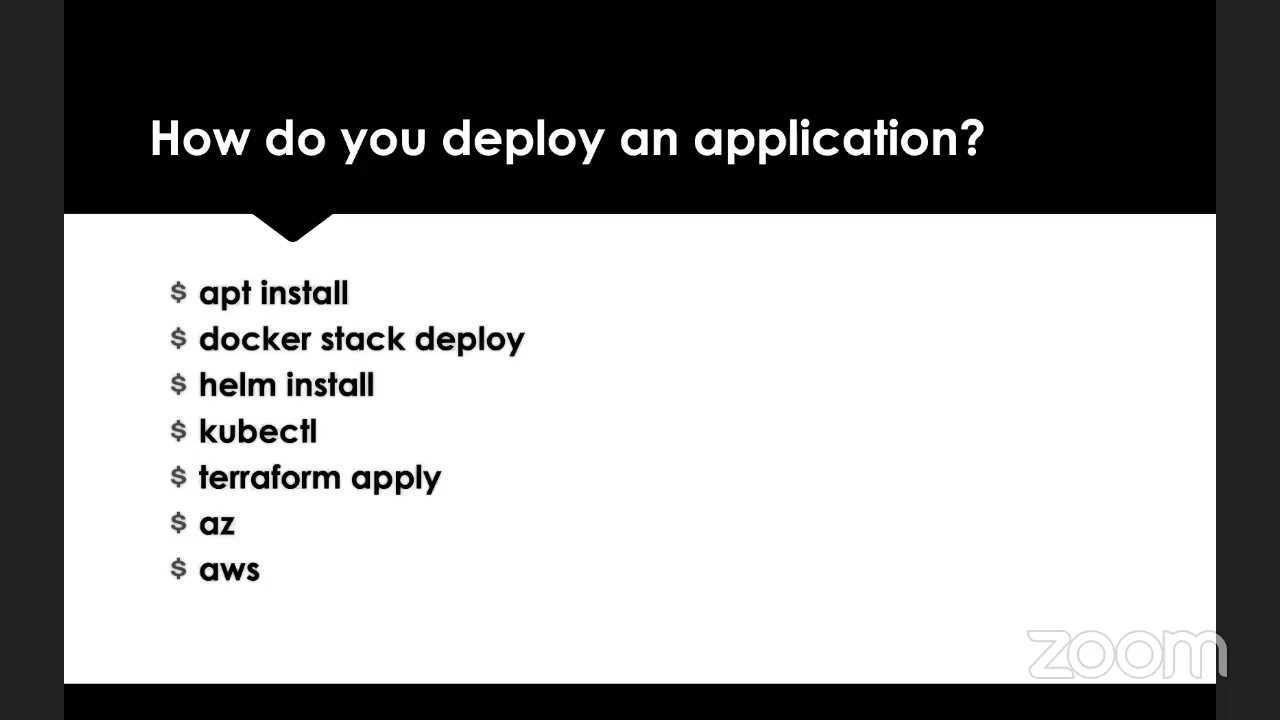 How do you deploy an application?
$ apt install
$ docker stack deploy
$ helm install
$ kubectl
$ terraform apply
$ az
$ aws
zoom